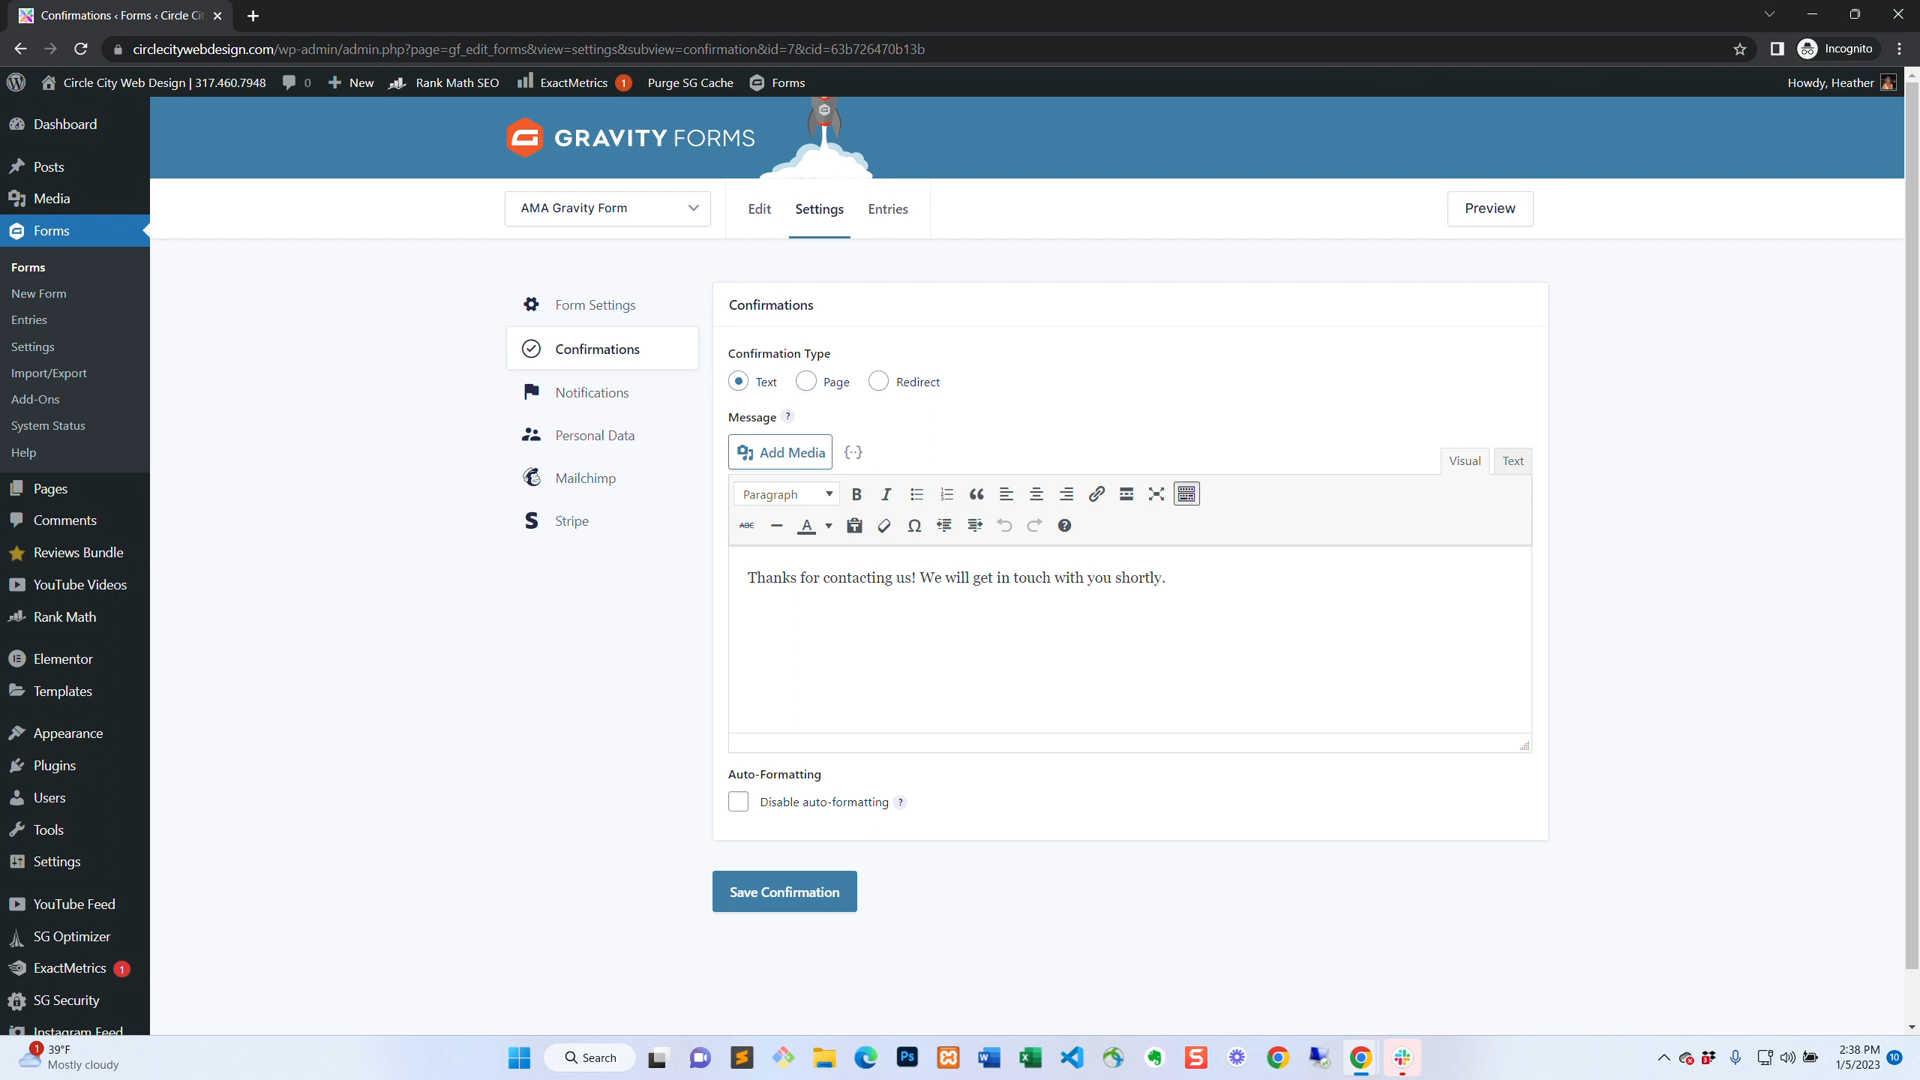 Confirmations ‹ Forms ‹ Circle Cit
circlecitywebdesign.com/wp-admin/admin.php?page=gf_edit_forms&view=settings&subview=confirmation&id=7&cid=63b726470b13b
Incognito
Circle City Web Design | 317.460.7948
0
New
Rank Math SEO
ExactMetrics 1
Purge SG Cache
Forms
Howdy, Heather
Dashboard
Posts
Media
Forms
Forms
New Form
Entries
Settings
Import/Export
Add-Ons
System Status
Help
Pages
Comments
Reviews Bundle
YouTube Videos
Rank Math
Elementor
Templates
Appearance
Plugins
Users
Tools
Settings
YouTube Feed
SG Optimizer
ExactMetrics 1
SG Security
Instagram Feed
GRAVITY FORMS
AMA Gravity Form
Edit
Settings
Entries
Preview
Form Settings
Confirmations
Notifications
Personal Data
Mailchimp
Stripe
Confirmations
Confirmation Type
Text
Page
Redirect
Message ?
Add Media
Visual
Text
Paragraph
Thanks for contacting us! We will get in touch with you shortly.
Auto-Formatting
Disable auto-formatting ?
Save Confirmation
1
39°F
Mostly cloudy
Search
2:38 PM
1/5/2023
10